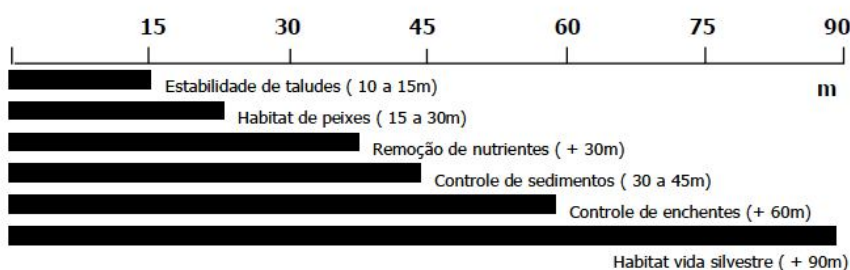 15 30 45 60 75 90
m
Estabilidade de taludes ( 10 a 15m)
Habitat de peixes ( 15 a 30m)
Remoção de nutrientes ( + 30m)
Controle de sedimentos ( 30 a 45m)
Controle de enchentes (+ 60m)
Habitat vida silvestre ( + 90m)